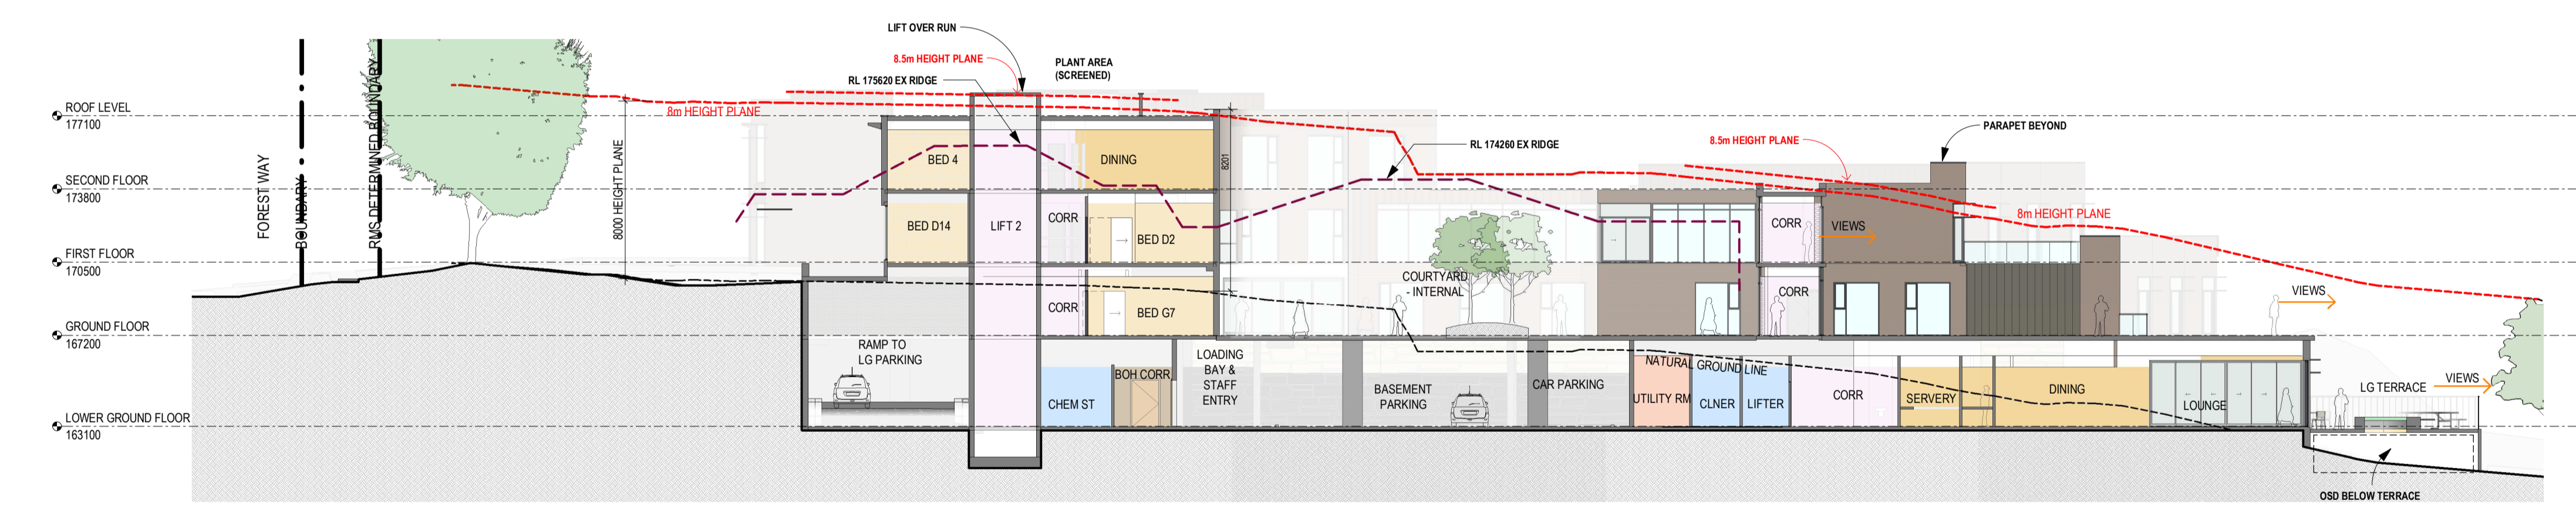 LIFT OVER RUN
8.5m HEIGHT PLANE
PLANT AREA
(SCREENED)
RL 175620 EX RIDGE
ROOF LEVEL
177100
8m HEIGHT PLANE
PARAPET BEYOND
8.5m HEIGHT PLANE
RL 174260 EX RIDGE
FOREST WAY
BOUNDARY
RMS DETERMINED BOUNDARY
8000 HEIGHT PLANE
8201
BED 4
DINING
SECOND FLOOR
173800
BED D14
LIFT 2
CORR
BED D2
CORR
VIEWS
8m HEIGHT PLANE
FIRST FLOOR
170500
COURTYARD
- INTERNAL
CORR
VIEWS
CORR
BED G7
GROUND FLOOR
167200
RAMP TO
LG PARKING
LOADING
BAY &
STAFF
ENTRY
BOH CORR
CHEM ST
BASEMENT
PARKING
CAR PARKING
NATURAL GROUND LINE
UTILITY RM
CLNER
LIFTER
CORR
SERVERY
DINING
LOUNGE
LG TERRACE
VIEWS
LOWER GROUND FLOOR
163100
OSD BELOW TERRACE